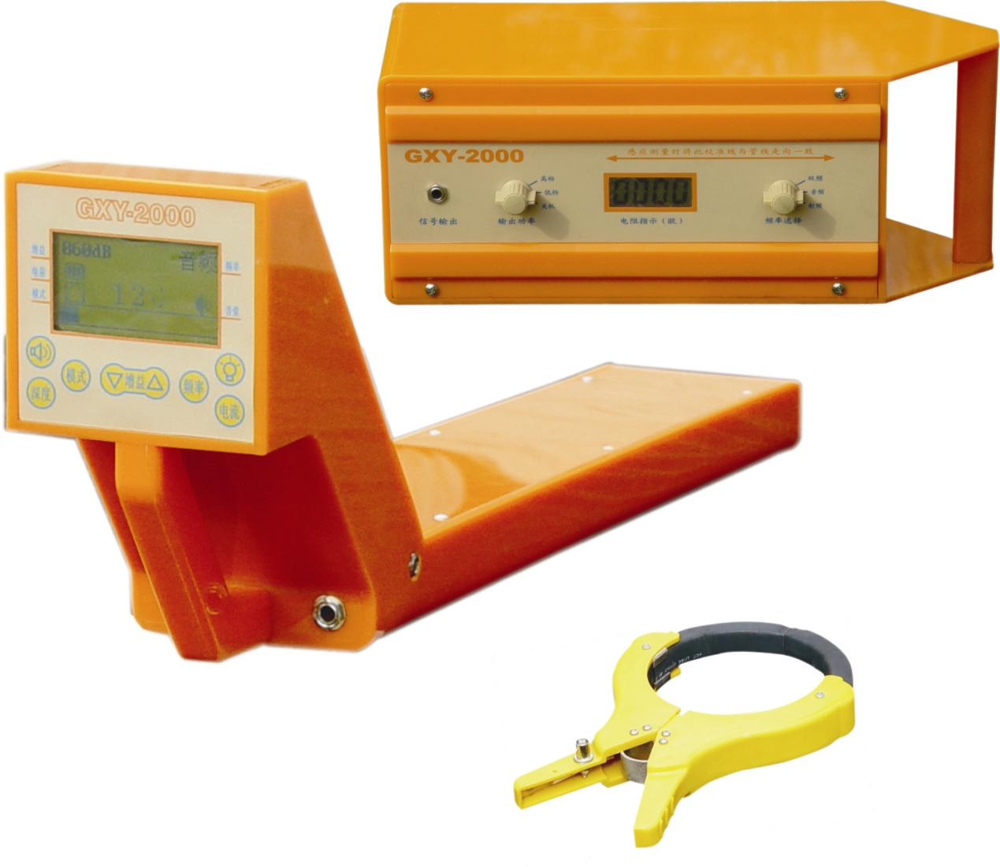 GXY-2000
感应测量时将此校准线与管线走向一致
高档
低档
关机
双频
音频
射频
信号输出
输出功率
电阻指示（欧）
频率选择
GXY-2000
增益
电量
模式
060dB
音频
频率
音量
模式
▽增益△
频率
深度
电流